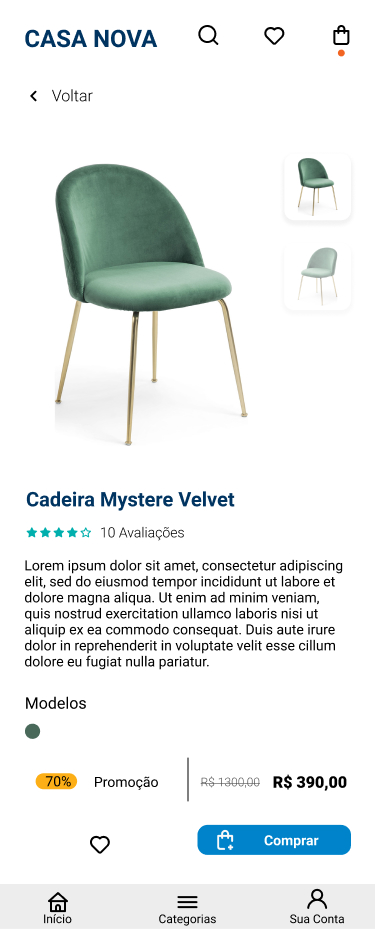 CASA NOVA
Voltar
Cadeira Mystere Velvet
10 Avaliações
Lorem ipsum dolor sit amet, consectetur adipiscing
elit, sed do eiusmod tempor incididunt ut labore et
dolore magna aliqua. Ut enim ad minim veniam,
quis nostrud exercitation ullamco laboris nisi ut
aliquip ex ea commodo consequat. Duis aute irure
dolor in reprehenderit in voluptate velit esse cillum
dolore eu fugiat nulla pariatur.
Modelos
70% Promoção R$ 1300,00 R$ 390,00
Comprar
Início Categorias Sua Conta